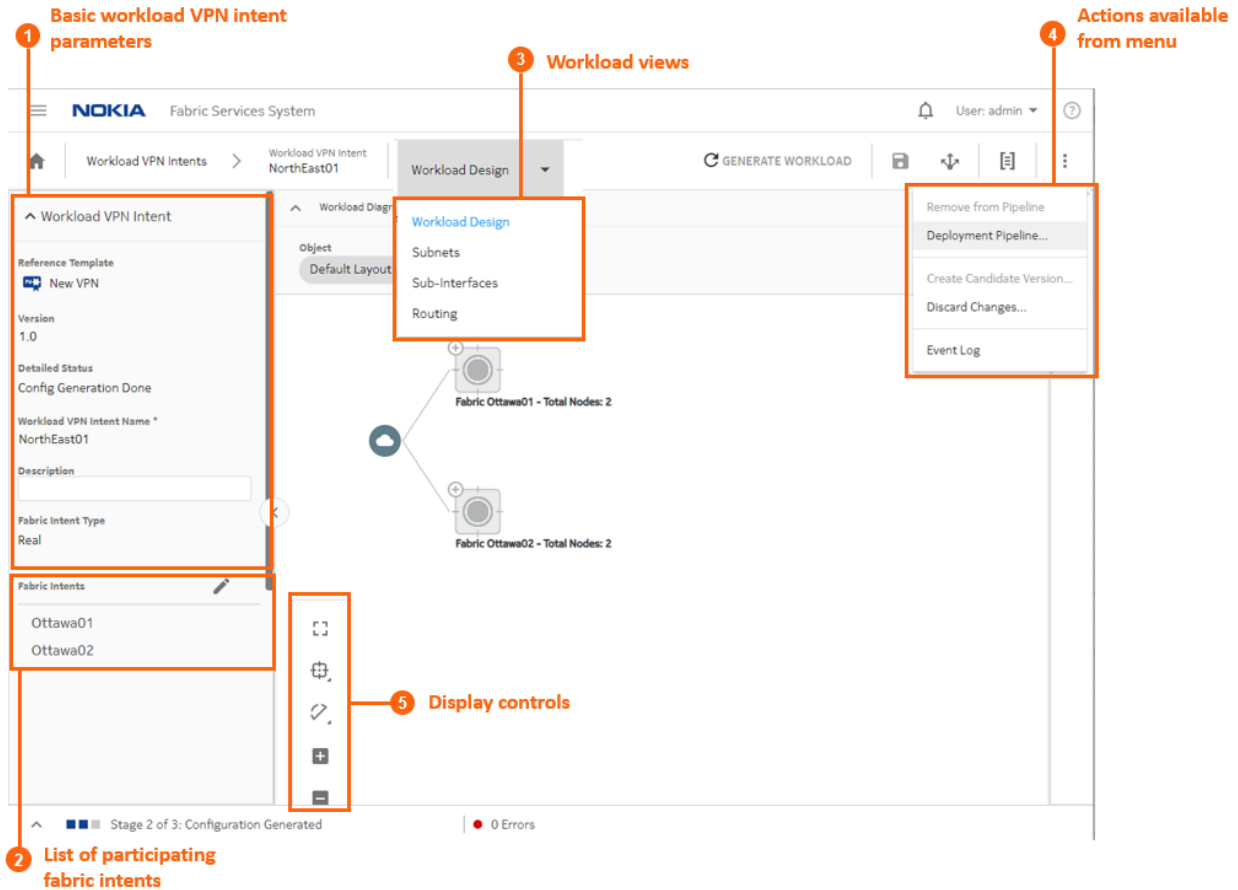 Basic workload VPN intent
parameters
1
3 Workload views
4 Actions available
from menu
NOKIA Fabric Services System
User: admin
?
Workload VPN Intents
Workload VPN Intent
NorthEast01
Workload Design
GENERATE WORKLOAD
Workload VPN Intent
Reference Template
New VPN
Version
1.0
Detailed Status
Config Generation Done
Workload VPN Intent Name *
NorthEast01
Description
Fabric Intent Type
Real
Fabric Intents
Ottawa01
Ottawa02
Workload Diagr
Object
Default Layout
Workload Design
Subnets
Sub-Interfaces
Routing
Remove from Pipeline
Deployment Pipeline...
Create Candidate Version...
Discard Changes...
Event Log
Fabric Ottawa01 - Total Nodes: 2
Fabric Ottawa02 - Total Nodes: 2
5 Display controls
Stage 2 of 3: Configuration Generated
0 Errors
2 List of participating
fabric intents